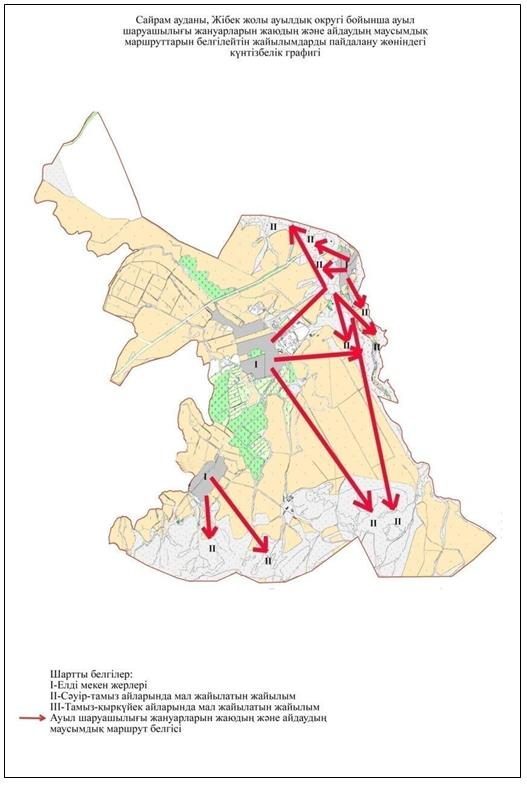 Сайрам ауданы, Жібек жолы ауылдық округі бойынша ауыл
шаруашылығы жануарларын жаюдың және айдаудың маусымдық
маршруттарын белгілейтін жайылымдарды пайдалану жөніндегі
күнтізбелік графигі
II
II
II
I
II
II
II
I
I
II
II
II
II
Шартты белгілер:
I-Елді мекен жерлері
II-Сәуір-тамыз айларында мал жайылатын жайылым
III-Тамыз-қыркүйек айларында мал жайылатын жайылым
Ауыл шаруашылығы жануарларын жаюдың және айдаудың
маусымдық маршрут белгісі